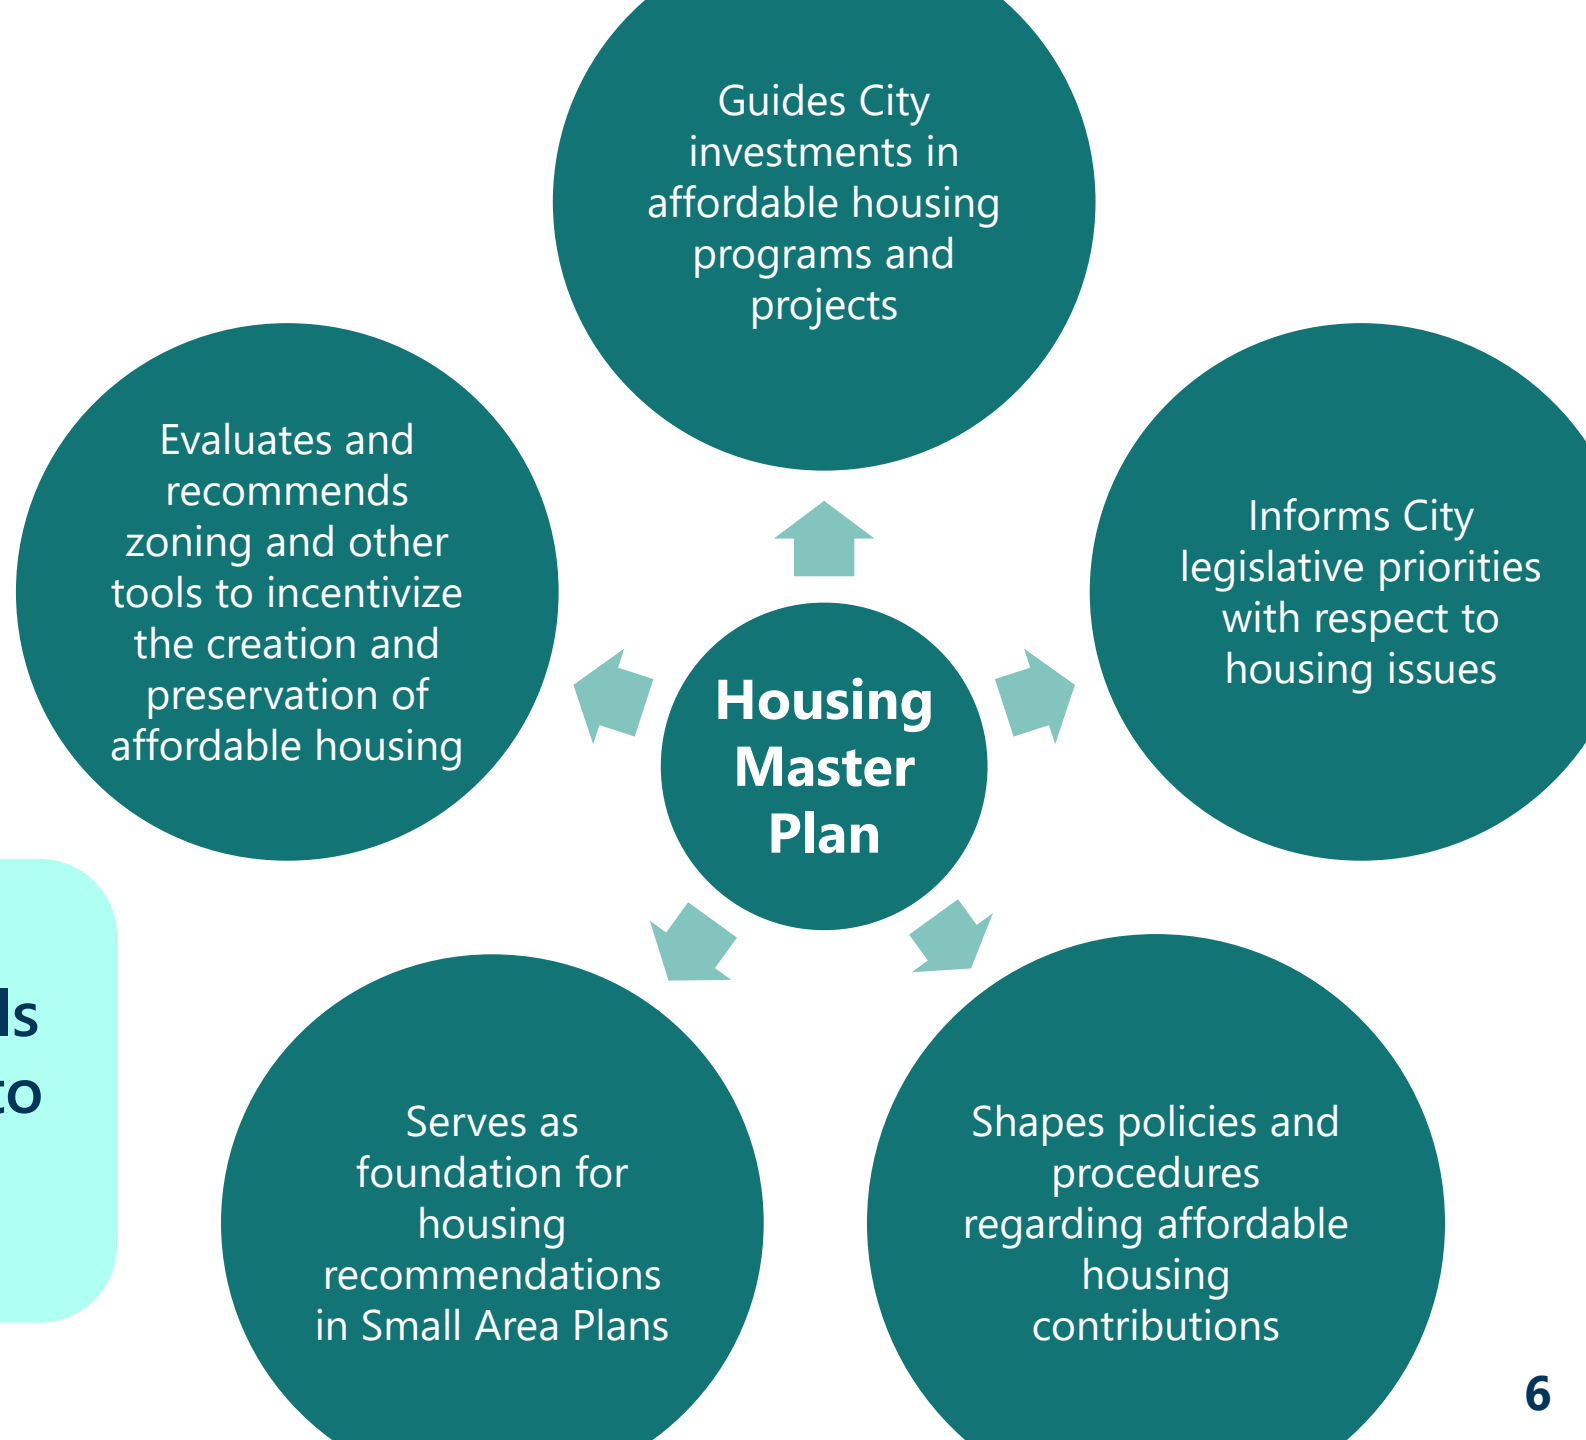 Guides City
investments in
affordable housing
programs and
projects
Informs City
legislative priorities
with respect to
housing issues
Shapes policies and
procedures
regarding affordable
housing
contributions
Serves as
foundation for
housing
recommendations
in Small Area Plans
Evaluates and
recommends
zoning and other
tools to incentivize
the creation and
preservation of
affordable housing
Housing
Master
Plan
to
6